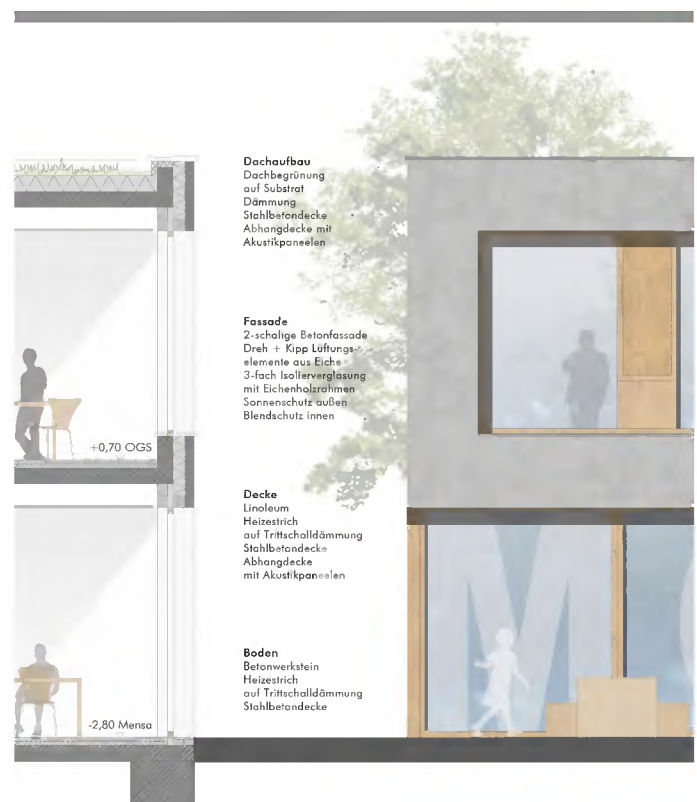 Dachaufbau
Dachbegrünung
auf Substrat
Dämmung
Stahlbetondecke
Abhangdecke mit
Akustikpaneelen
Fassade
2-schalige Betonfassade
Dreh + Kipp Lüftungs-
elemente aus Eiche
3-fach Isolierverglasung
mit Eichenholzrahmen
Sonnenschutz außen
Blendschutz innen
+0,70 OGS
Decke
Linoleum
Heizestrich
auf Trittschalldämmung
Stahlbetondecke
Abhangdecke
mit Akustikpaneelen
M
Boden
Betonwerkstein
Heizestrich
auf Trittschalldämmung
Stahlbetondecke
-2,80 Mensa